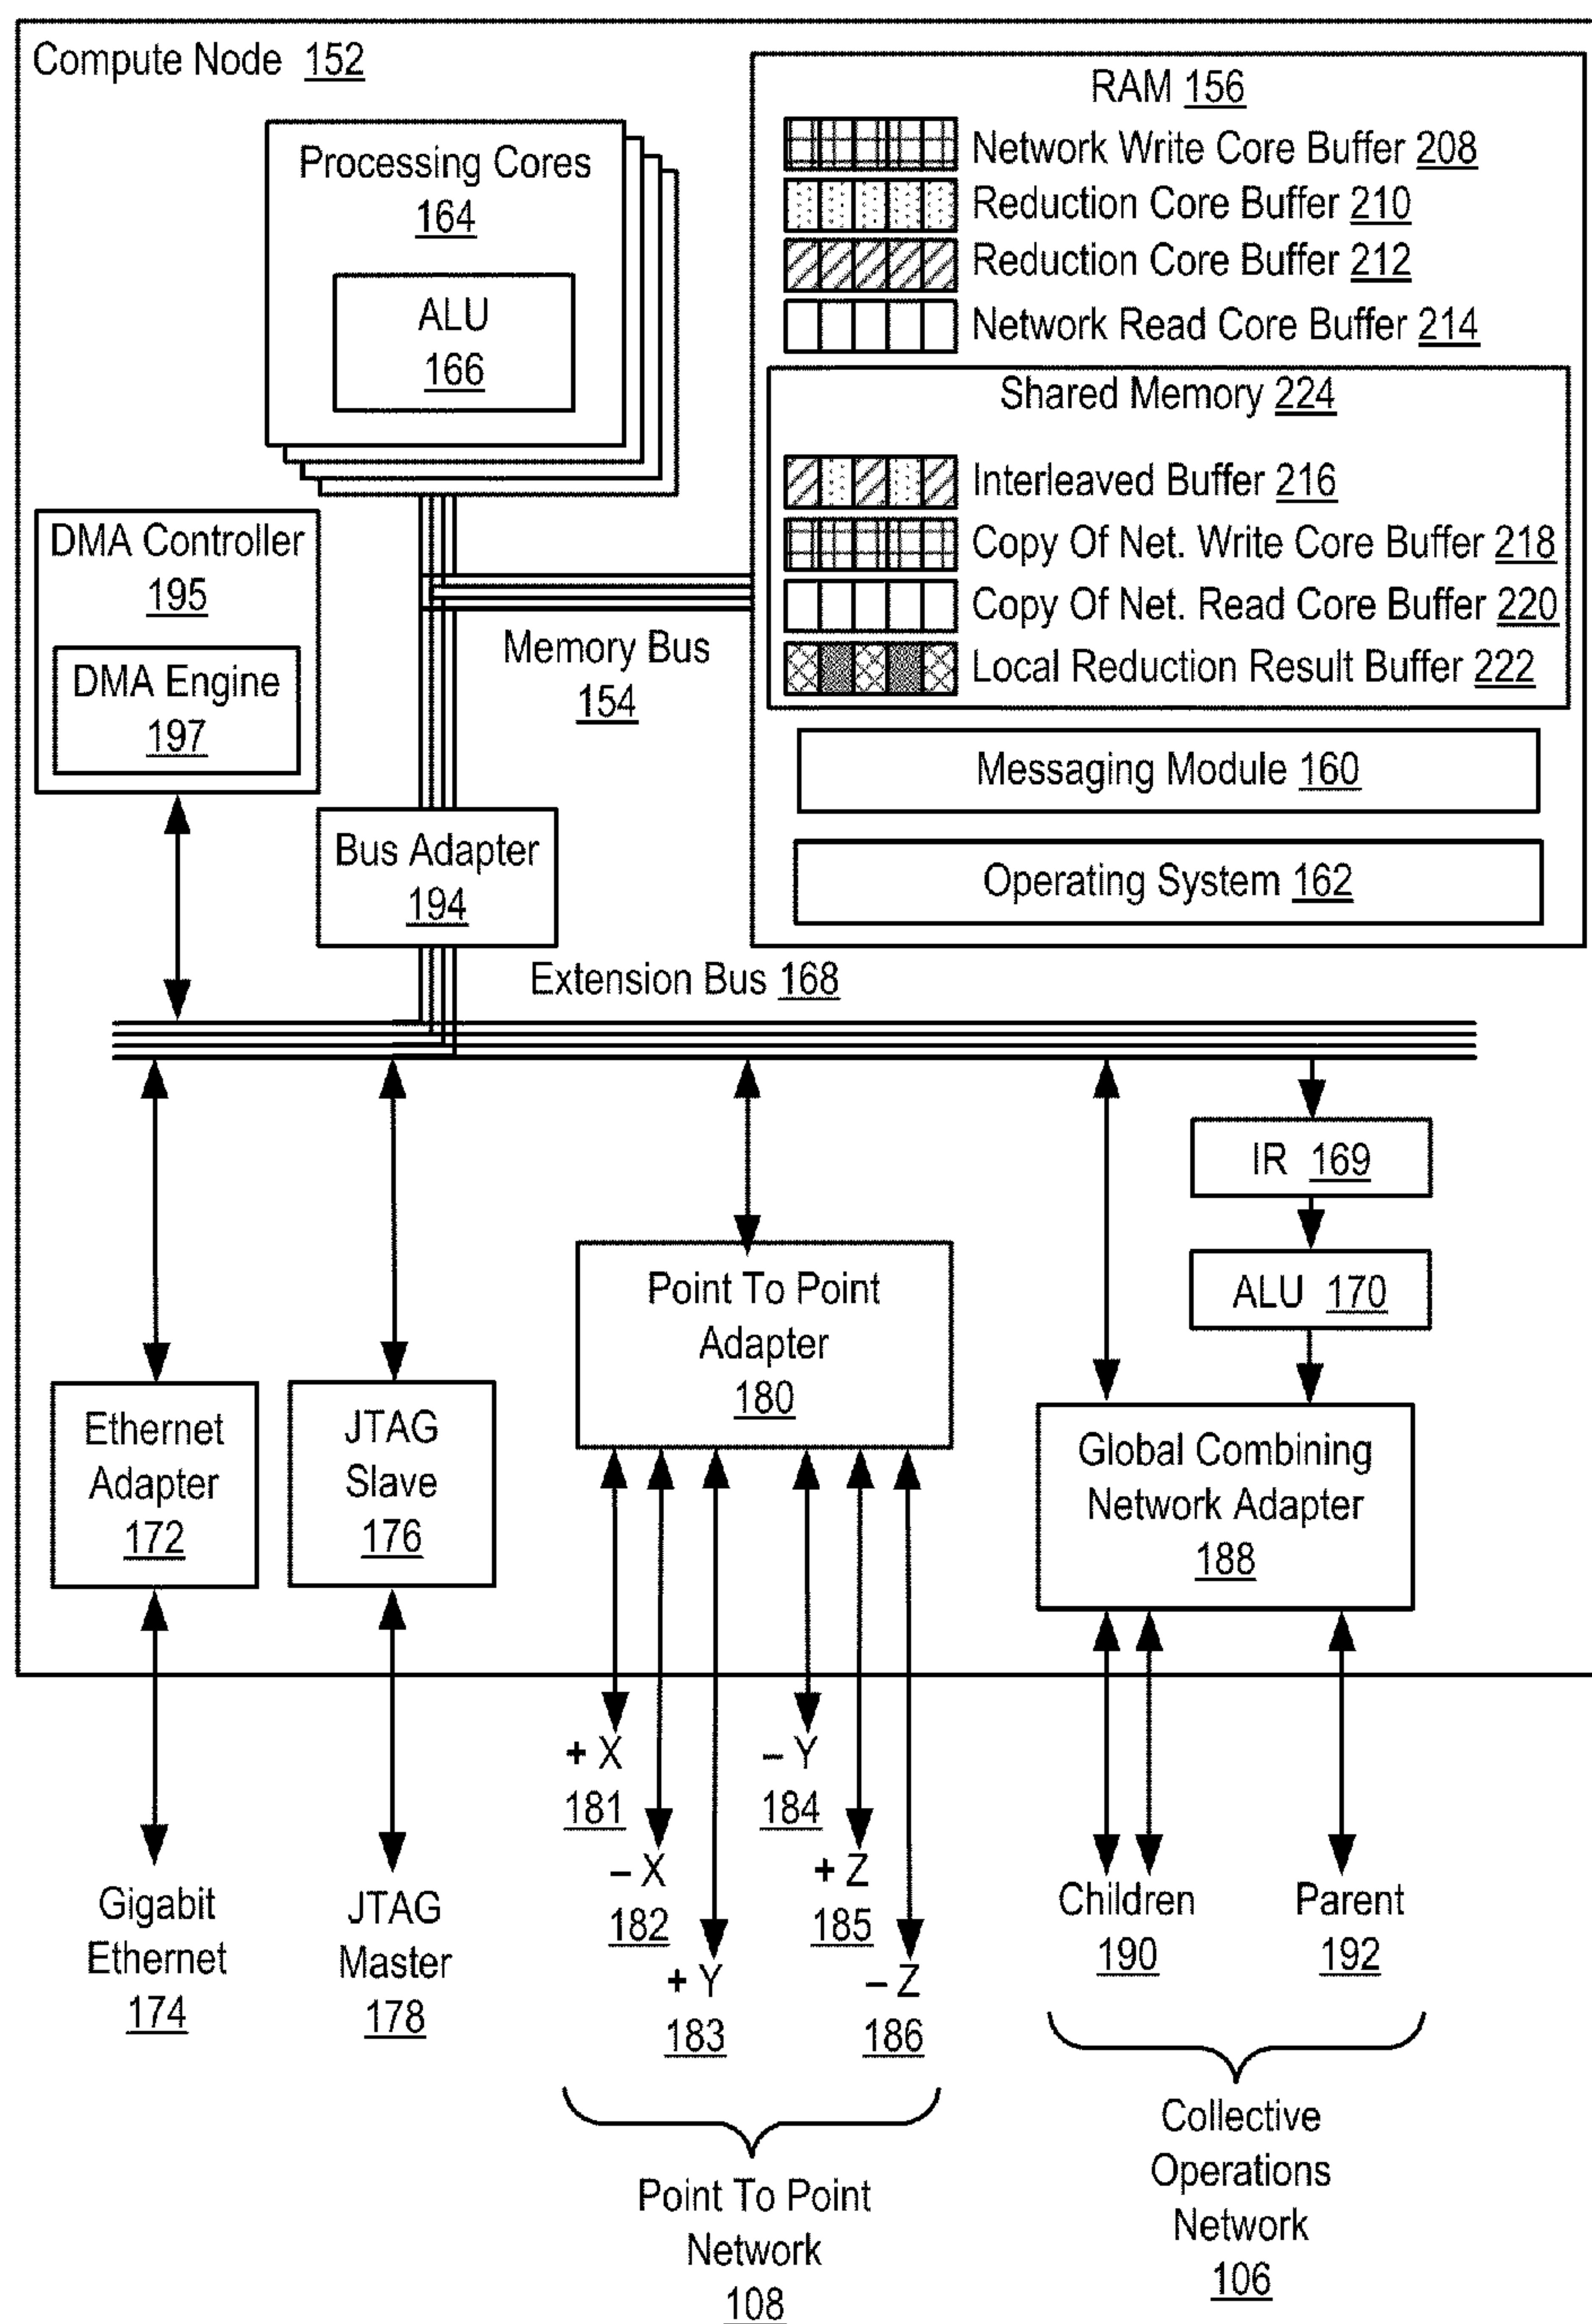 Compute Node 152
Processing Cores
164
ALU
166
RAM 156
Network Write Core Buffer 208
Reduction Core Buffer 210
Reduction Core Buffer 212
Network Read Core Buffer 214
Shared Memory 224
Interleaved Buffer 216
Copy Of Net. Write Core Buffer 218
Copy Of Net. Read Core Buffer 220
Local Reduction Result Buffer 222
Messaging Module 160
Operating System 162
DMA Controller
195
DMA Engine
197
Memory Bus
154
Bus Adapter
194
Extension Bus 168
IR 169
ALU 170
Point To Point
Adapter
180
Ethernet
Adapter
172
JTAG
Slave
176
Global Combining
Network Adapter
188
+ X
181
– X
182
+ Y
183
– Y
184
+ Z
185
– Z
186
Gigabit
Ethernet
174
JTAG
Master
178
Children
190
Parent
192
Point To Point
Network
108
Collective
Operations
Network
106